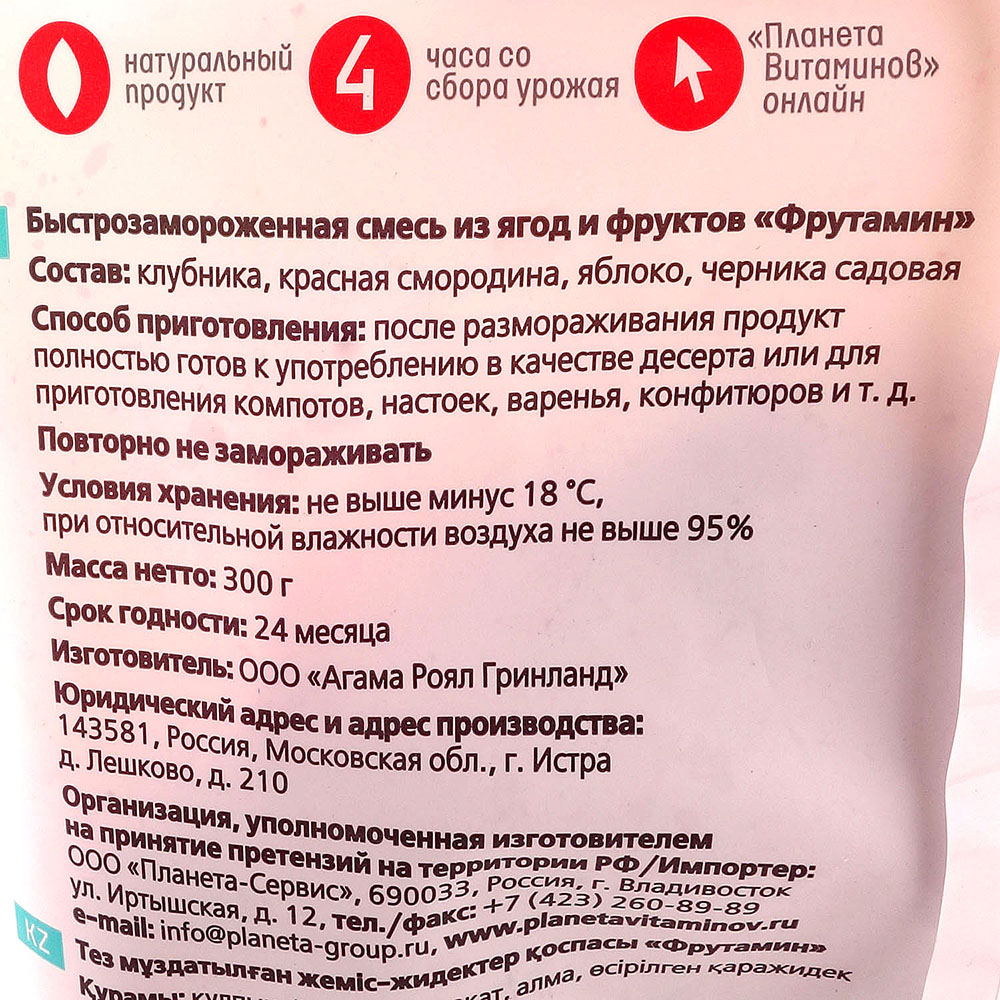 натуральный
продукт
4
часа со
сбора урожая
«Планета
Витаминов»
онлайн
Быстрозамороженная смесь из ягод и фруктов «Фрутамин»
Состав: клубника, красная смородина, яблоко, черника садовая
Способ приготовления: после размораживания продукт
полностью готов к употреблению в качестве десерта или для
приготовления компотов, настоек, варенья, конфитюров и т. д.
Повторно не замораживать
Условия хранения: не выше минус 18 °C,
при относительной влажности воздуха не выше 95%
Масса нетто: 300 г
Срок годности: 24 месяца
Изготовитель: ООО «Агама Роял Гринланд»
Юридический адрес и адрес производства:
143581, Россия, Московская обл., г. Истра
д. Лешково, д. 210
Организация, уполномоченная изготовителем
на принятие претензий на территории РФ/Импортер:
ООО «Планета-Сервис», 690033, Россия, г. Владивосток
ул. Иртышская, д. 12, тел./факс: +7 (423) 260-89-89
e-mail: info@planeta-group.ru, www.planetavitaminov.ru
KZ
Тез мұздатылған жеміс-жидектер қоспасы «Фрутамин»
Құрамы: алма, өсірілген қаражидек